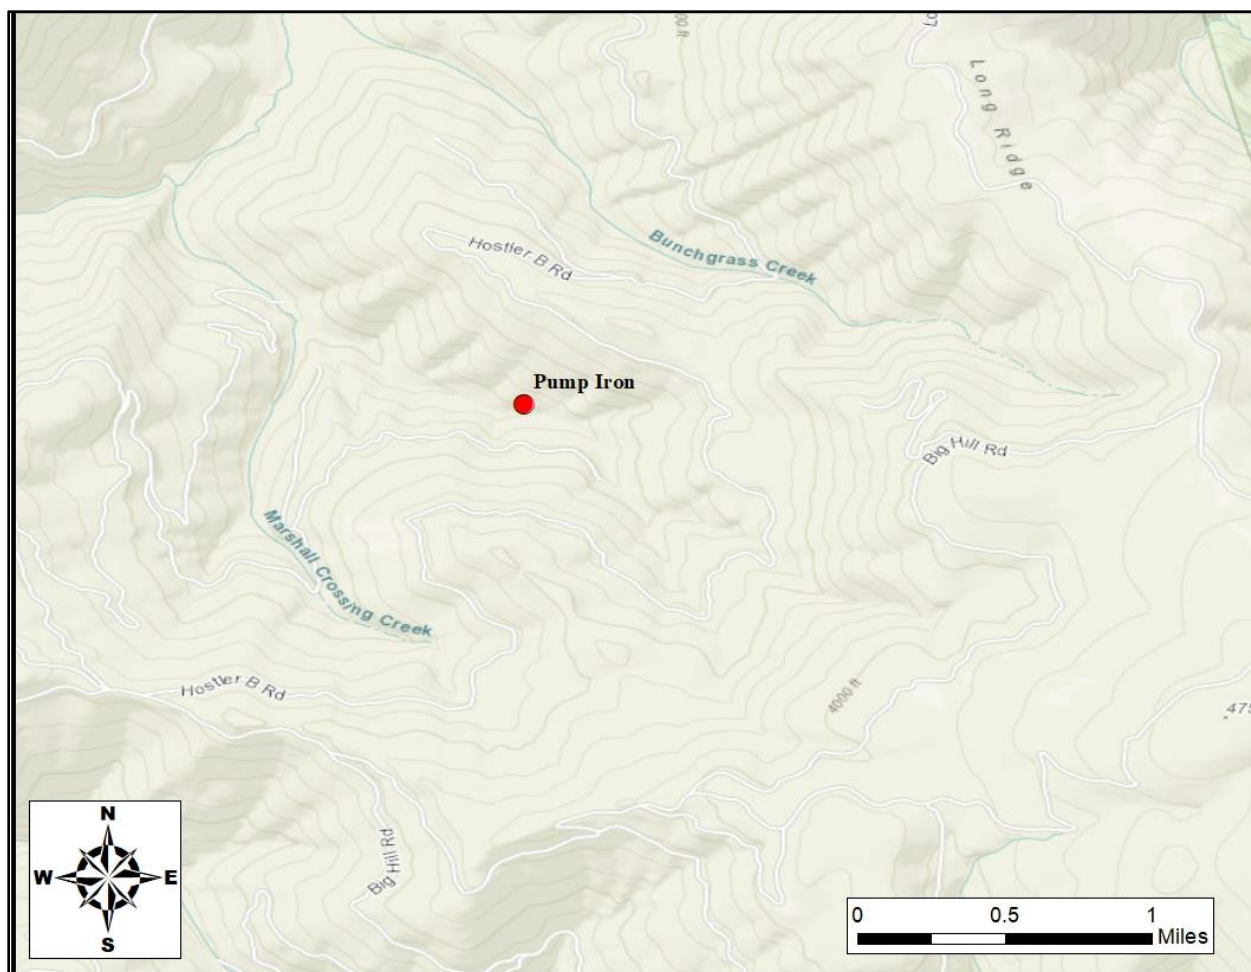 Long Ridge
Hostler B Rd
Bunchgrass Creek
Pump Iron
Big Hill Rd
Marshall Crossing Creek
Hostler B Rd
4000 ft
Big Hill Rd
N
W E
S
0 0.5 1
Miles